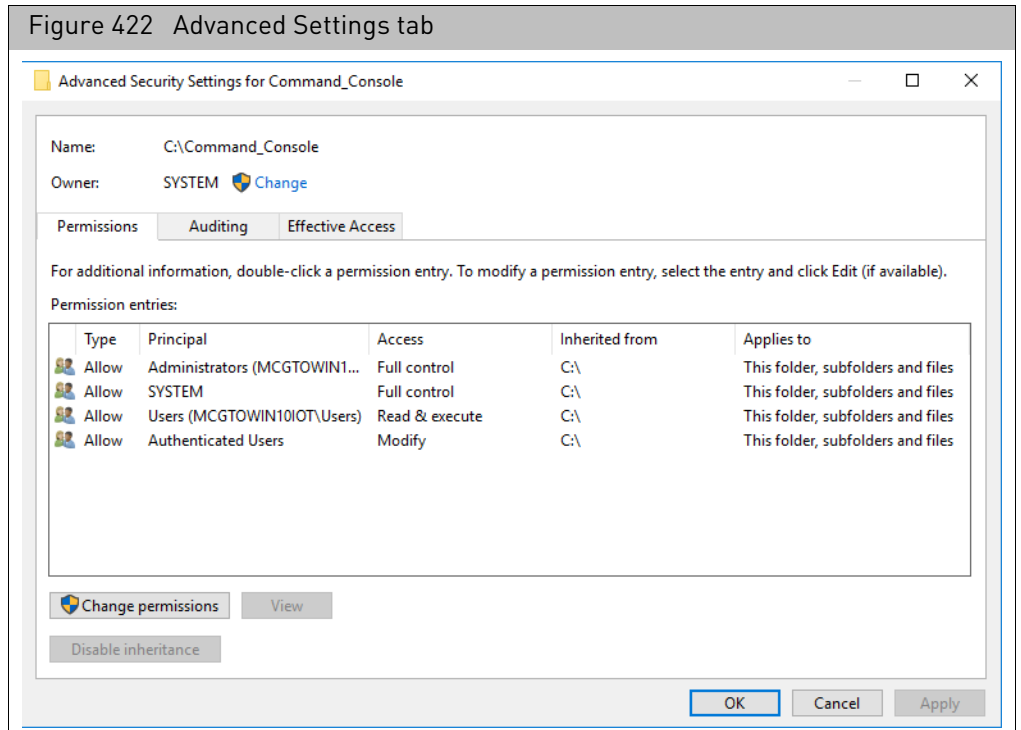 Figure 422 Advanced Settings tab
Advanced Security Settings for Command_Console
Name: C:\Command_Console
Owner: SYSTEM Change
Permissions Auditing Effective Access
For additional information, double-click a permission entry. To modify a permission entry, select the entry and click Edit (if available).
Permission entries:
Type Principal Access Inherited from Applies to
Allow Administrators (MCGTOWIN1... Full control C:\ This folder, subfolders and files
Allow SYSTEM Full control C:\ This folder, subfolders and files
Allow Users (MCGTOWIN10IOT\Users) Read & execute C:\ This folder, subfolders and files
Allow Authenticated Users Modify C:\ This folder, subfolders and files
Change permissions View
Disable inheritance
OK Cancel Apply